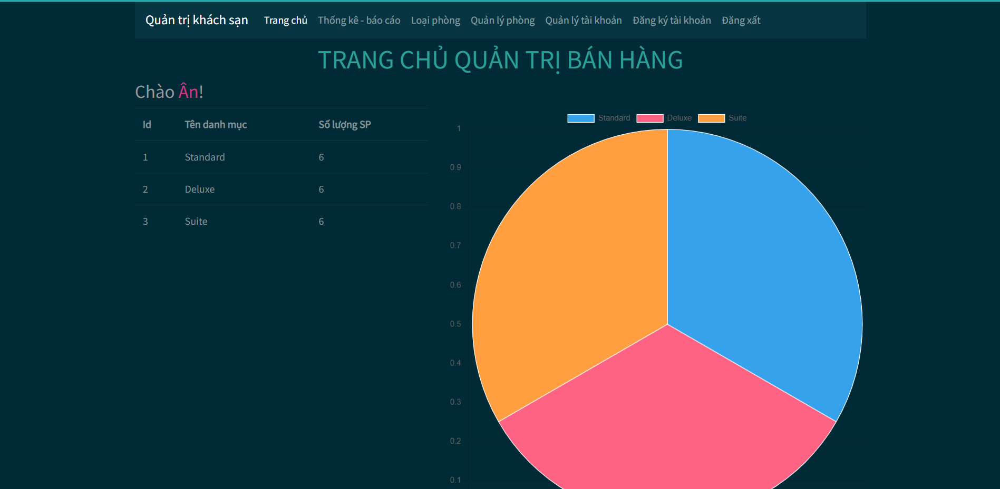 Quản trị khách sạn Trang chủ Thống kê - báo cáo Loại phòng Quản lý phòng Quản lý tài khoản Đăng ký tài khoản Đăng xất
TRANG CHỦ QUẢN TRỊ BÁN HÀNG
Chào Ân!
Id Tên danh mục Số lượng SP
1 Standard 6
2 Deluxe 6
3 Suite 6
Standard Deluxe Suite
1
0.9
0.8
0.7
0.6
0.5
0.4
0.3
0.2
0.1